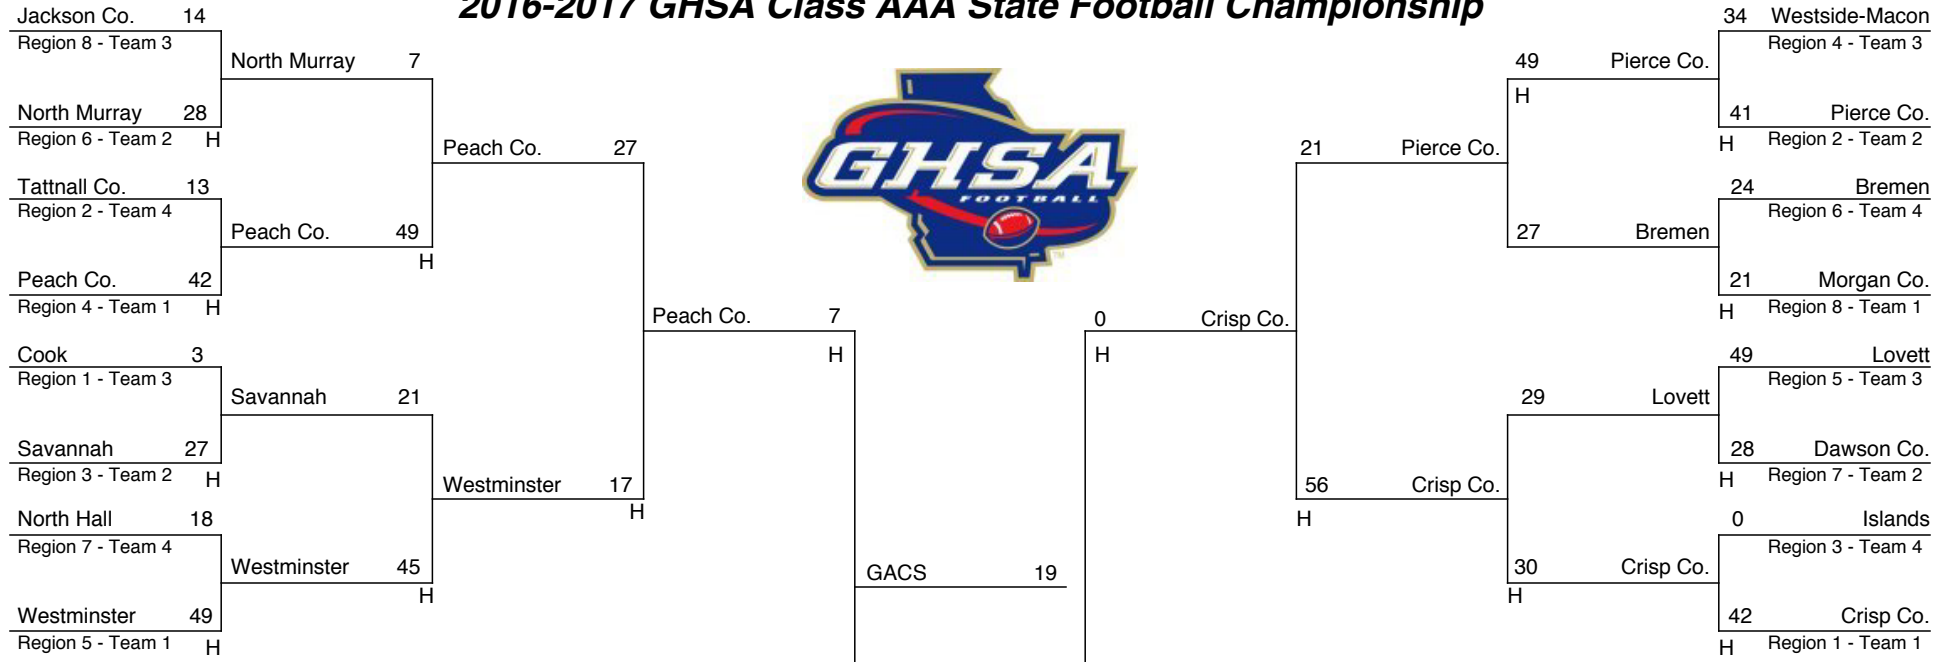 2016-2017 GHSA Class AAA State Football Championship
Jackson Co. 14
Region 8 - Team 3
North Murray 7
North Murray 28
Region 6 - Team 2 H
Peach Co. 27
Tattnall Co. 13
Region 2 - Team 4
Peach Co. 49
H
Peach Co. 42
Region 4 - Team 1 H
Peach Co. 7
H
Cook 3
Region 1 - Team 3
Savannah 21
Savannah 27
Region 3 - Team 2 H
Westminster 17
H
North Hall 18
Region 7 - Team 4
Westminster 45
H
Westminster 49
Region 5 - Team 1 H
GHSA
FOOTBALL
TM
GACS 19
34 Westside-Macon
Region 4 - Team 3
49 Pierce Co.
H
41 Pierce Co.
H Region 2 - Team 2
21 Pierce Co.
24 Bremen
Region 6 - Team 4
27 Bremen
21 Morgan Co.
H Region 8 - Team 1
0 Crisp Co.
H
49 Lovett
Region 5 - Team 3
29 Lovett
28 Dawson Co.
H Region 7 - Team 2
56 Crisp Co.
H
0 Islands
Region 3 - Team 4
30 Crisp Co.
H
42 Crisp Co.
H Region 1 - Team 1